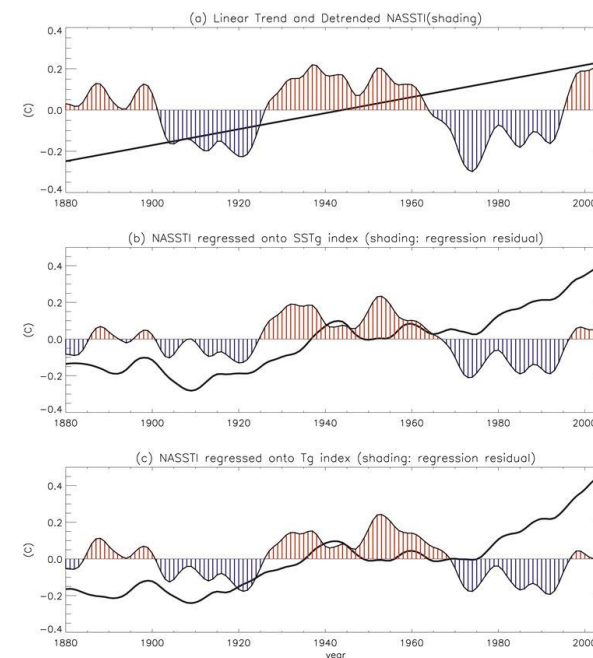 (a) Linear Trend and Detrended NASSTI(shading)
0.4
0.2
0.0
−0.2
−0.4
(C)
1880 1900 1920 1940 1960 1980 2000
(b) NASSTI regressed onto SSTg index (shading: regression residual)
0.4
0.2
0.0
−0.2
−0.4
(C)
1880 1900 1920 1940 1960 1980 2000
(c) NASSTI regressed onto Tg index (shading: regression residual)
0.4
0.2
0.0
−0.2
−0.4
(C)
1880 1900 1920 1940 1960 1980 2000
year